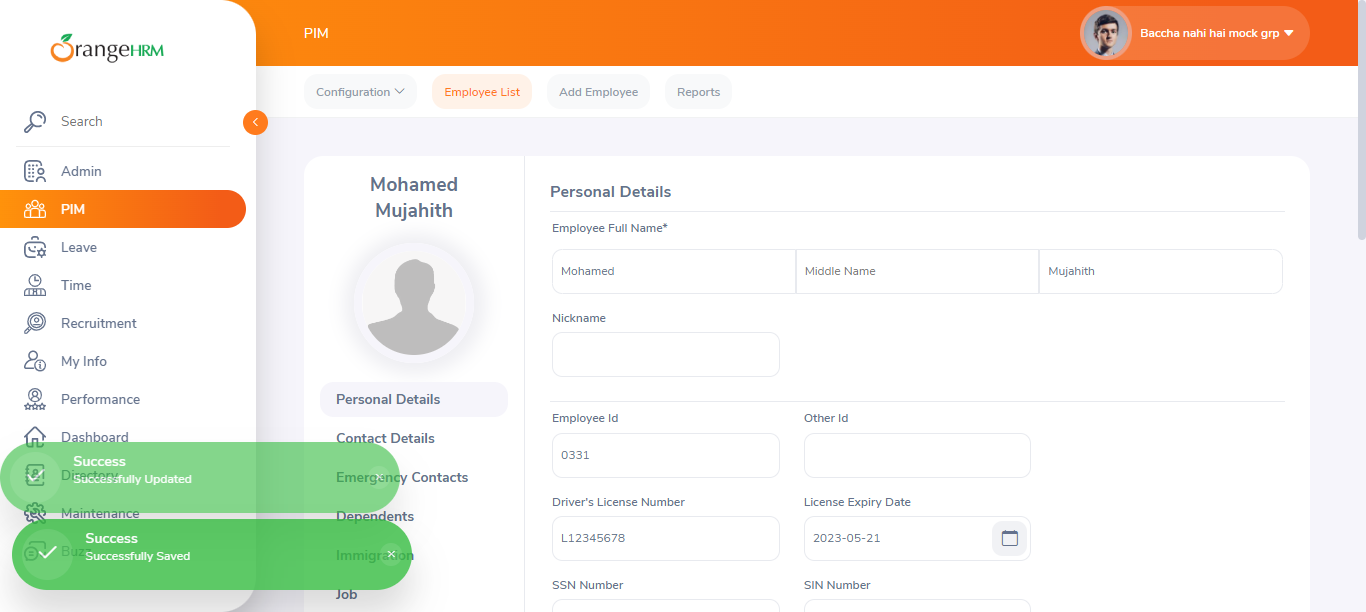 OrangeHRM
Search
Admin
PIM
Leave
Time
Recruitment
My Info
Performance
Dashboard
Directory
Maintenance
Buzz
Success
Successfully Updated
Success
Successfully Saved
PIM
Baccha nahi hai mock grp
Configuration
Employee List
Add Employee
Reports
Mohamed
Mujahith
Personal Details
Contact Details
Emergency Contacts
Dependents
Immigration
Job
Personal Details
Employee Full Name*
Mohamed Middle Name Mujahith
Nickname
Employee Id Other Id
0331
Driver's License Number License Expiry Date
L12345678 2023-05-21
SSN Number SIN Number